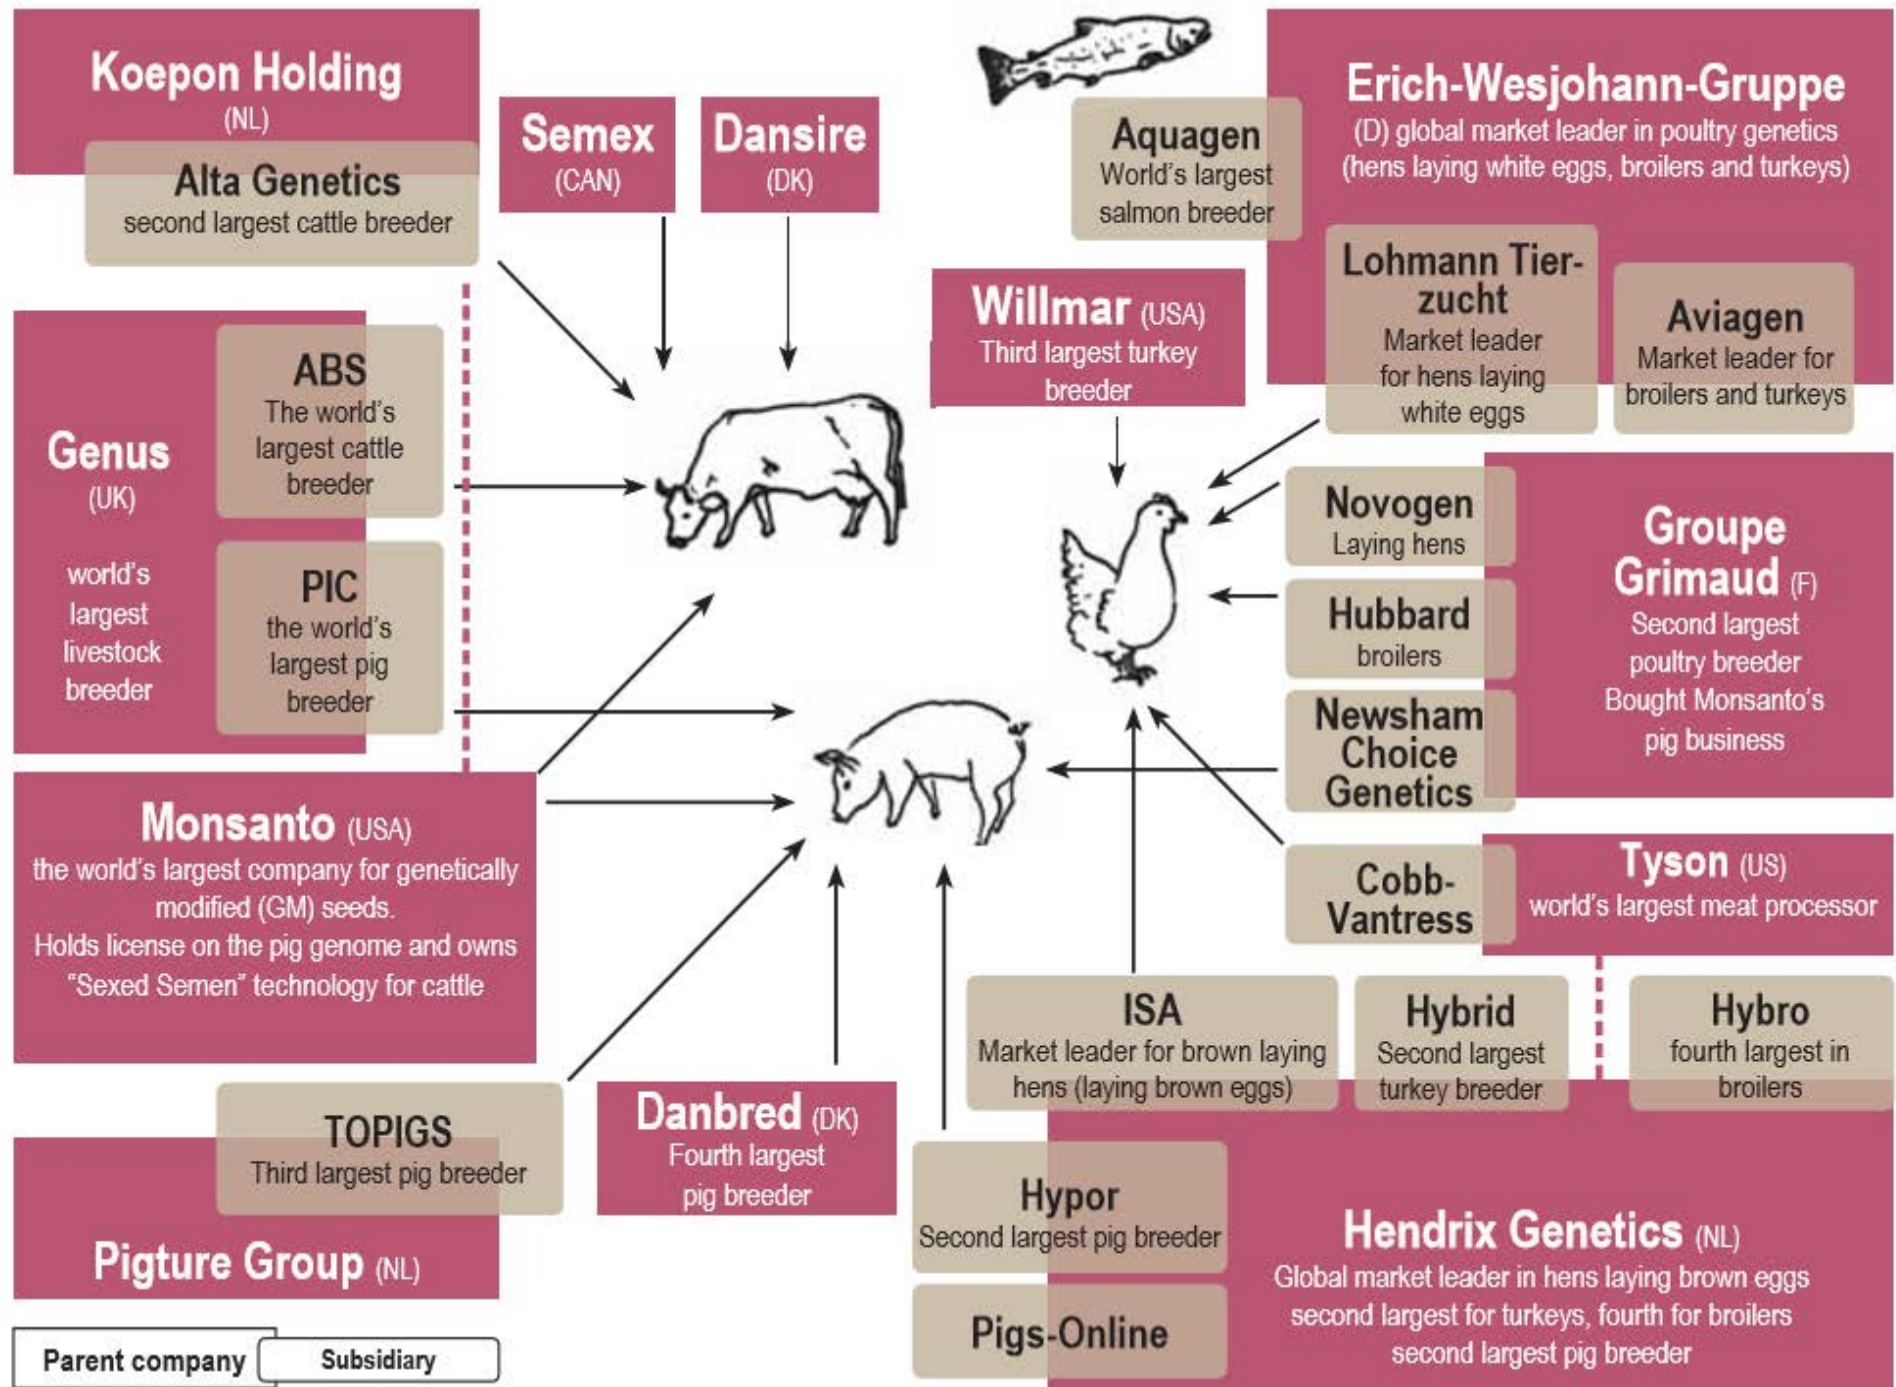 Koepon Holding
(NL)
Alta Genetics
second largest cattle breeder
Semex
(CAN)
Dansire
(DK)
Aquagen
World's largest
salmon breeder
Erich-Wesjohann-Gruppe
(D) global market leader in poultry genetics
(hens laying white eggs, broilers and turkeys)
Lohmann Tier-
zucht
Market leader
for hens laying
white eggs
Aviagen
Market leader for
broilers and turkeys
Willmar (USA)
Third largest turkey
breeder
Genus
(UK)
world's
largest
livestock
breeder
ABS
The world's
largest cattle
breeder
PIC
the world's
largest pig
breeder
Novogen
Laying hens
Hubbard
broilers
Newsham
Choice
Genetics
Groupe
Grimaud (F)
Second largest
poultry breeder
Bought Monsanto's
pig business
Monsanto (USA)
the world's largest company for genetically
modified (GM) seeds.
Holds license on the pig genome and owns
"Sexed Semen" technology for cattle
Cobb-
Vantress
Tyson (US)
world's largest meat processor
ISA
Market leader for brown laying
hens (laying brown eggs)
Hybrid
Second largest
turkey breeder
Hybro
fourth largest in
broilers
TOPIGS
Third largest pig breeder
Pigture Group (NL)
Danbred (DK)
Fourth largest
pig breeder
Hypor
Second largest pig breeder
Pigs-Online
Hendrix Genetics (NL)
Global market leader in hens laying brown eggs
second largest for turkeys, fourth for broilers
second largest pig breeder
Parent company
Subsidiary